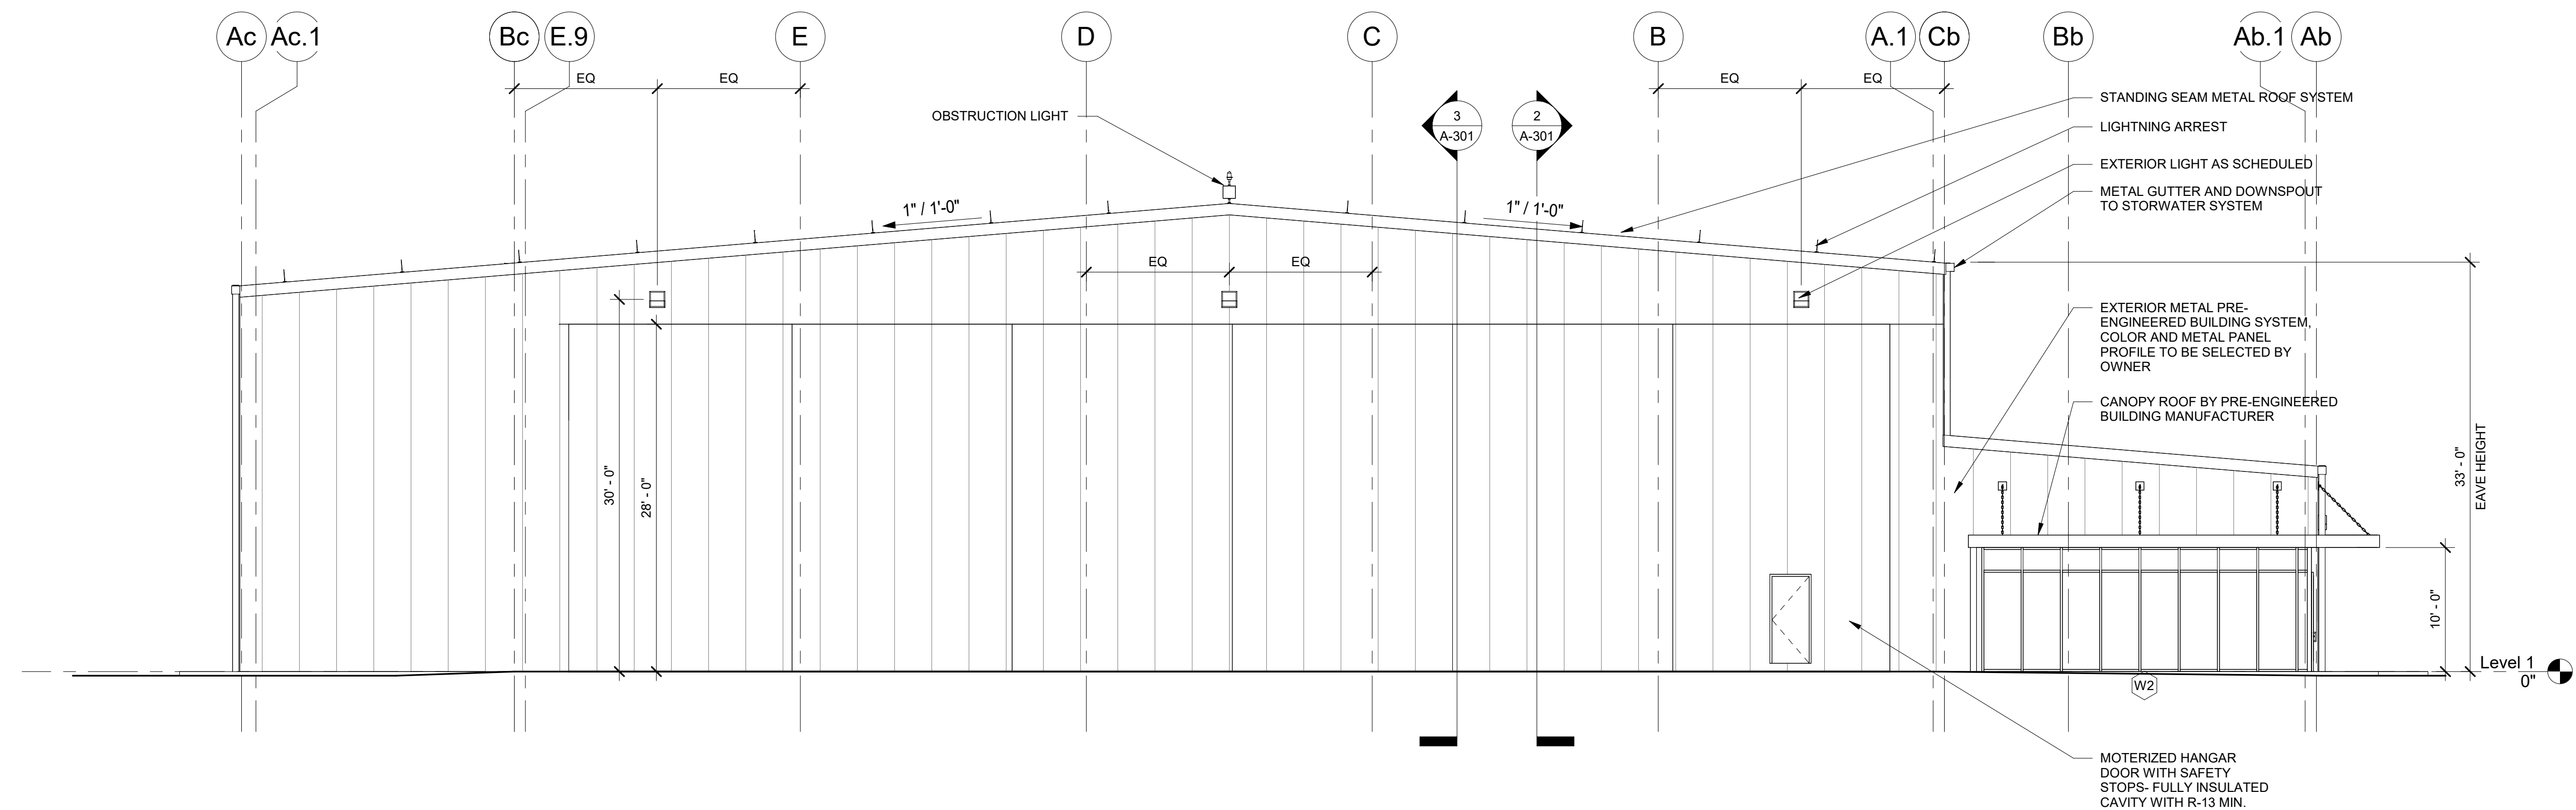 Ac
Ac.1
Bc
E.9
E
D
C
B
A.1
Cb
Bb
Ab.1
Ab
EQ
EQ
EQ
EQ
OBSTRUCTION LIGHT
3
A-301
2
A-301
STANDING SEAM METAL ROOF SYSTEM
LIGHTNING ARREST
EXTERIOR LIGHT AS SCHEDULED
METAL GUTTER AND DOWNSPOUT
TO STORWATER SYSTEM
1" / 1'-0"
1" / 1'-0"
EQ
EQ
EXTERIOR METAL PRE-
ENGINEERED BUILDING SYSTEM,
COLOR AND METAL PANEL
PROFILE TO BE SELECTED BY
OWNER
CANOPY ROOF BY PRE-ENGINEERED
BUILDING MANUFACTURER
30' - 0"
28' - 0"
33' - 0"
EAVE HEIGHT
10' - 0"
Level 1
0"
W2
MOTERIZED HANGAR
DOOR WITH SAFETY
STOPS- FULLY INSULATED
CAVITY WITH R-13 MIN.